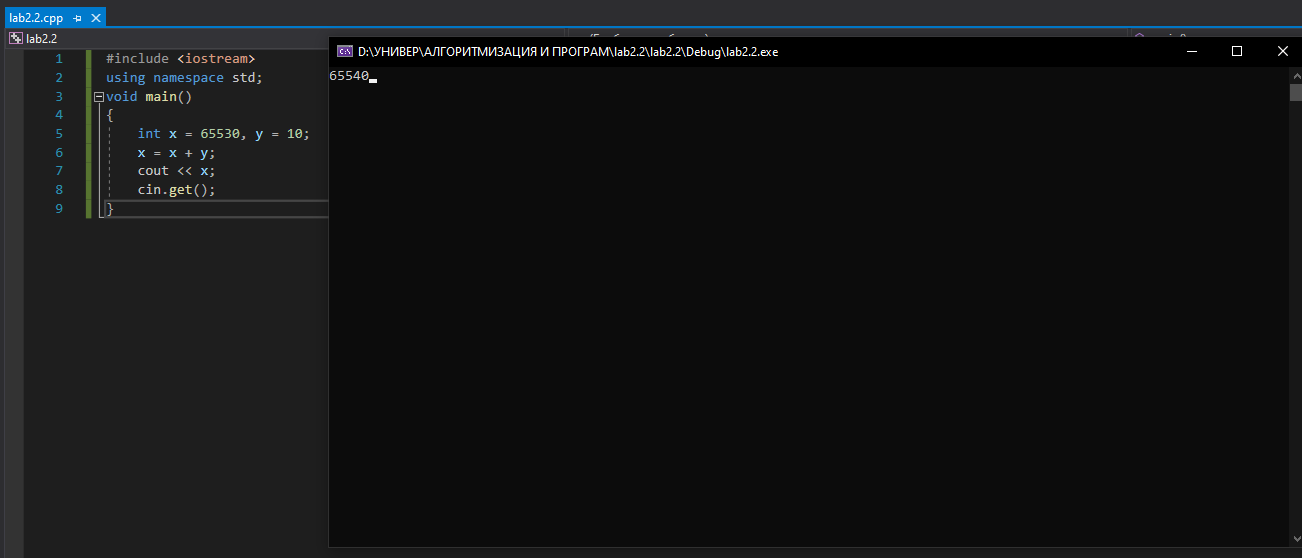 lab2.2.cpp
lab2.2
D:\УНИВЕР\АЛГОРИТМИЗАЦИЯ И ПРОГРАМ\lab2.2\lab2.2\Debug\lab2.2.exe
1 #include <iostream>
2 using namespace std;
3 void main()
4 {
5 int x = 65530, y = 10;
6 x = x + y;
7 cout << x;
8 cin.get();
9 }
65540